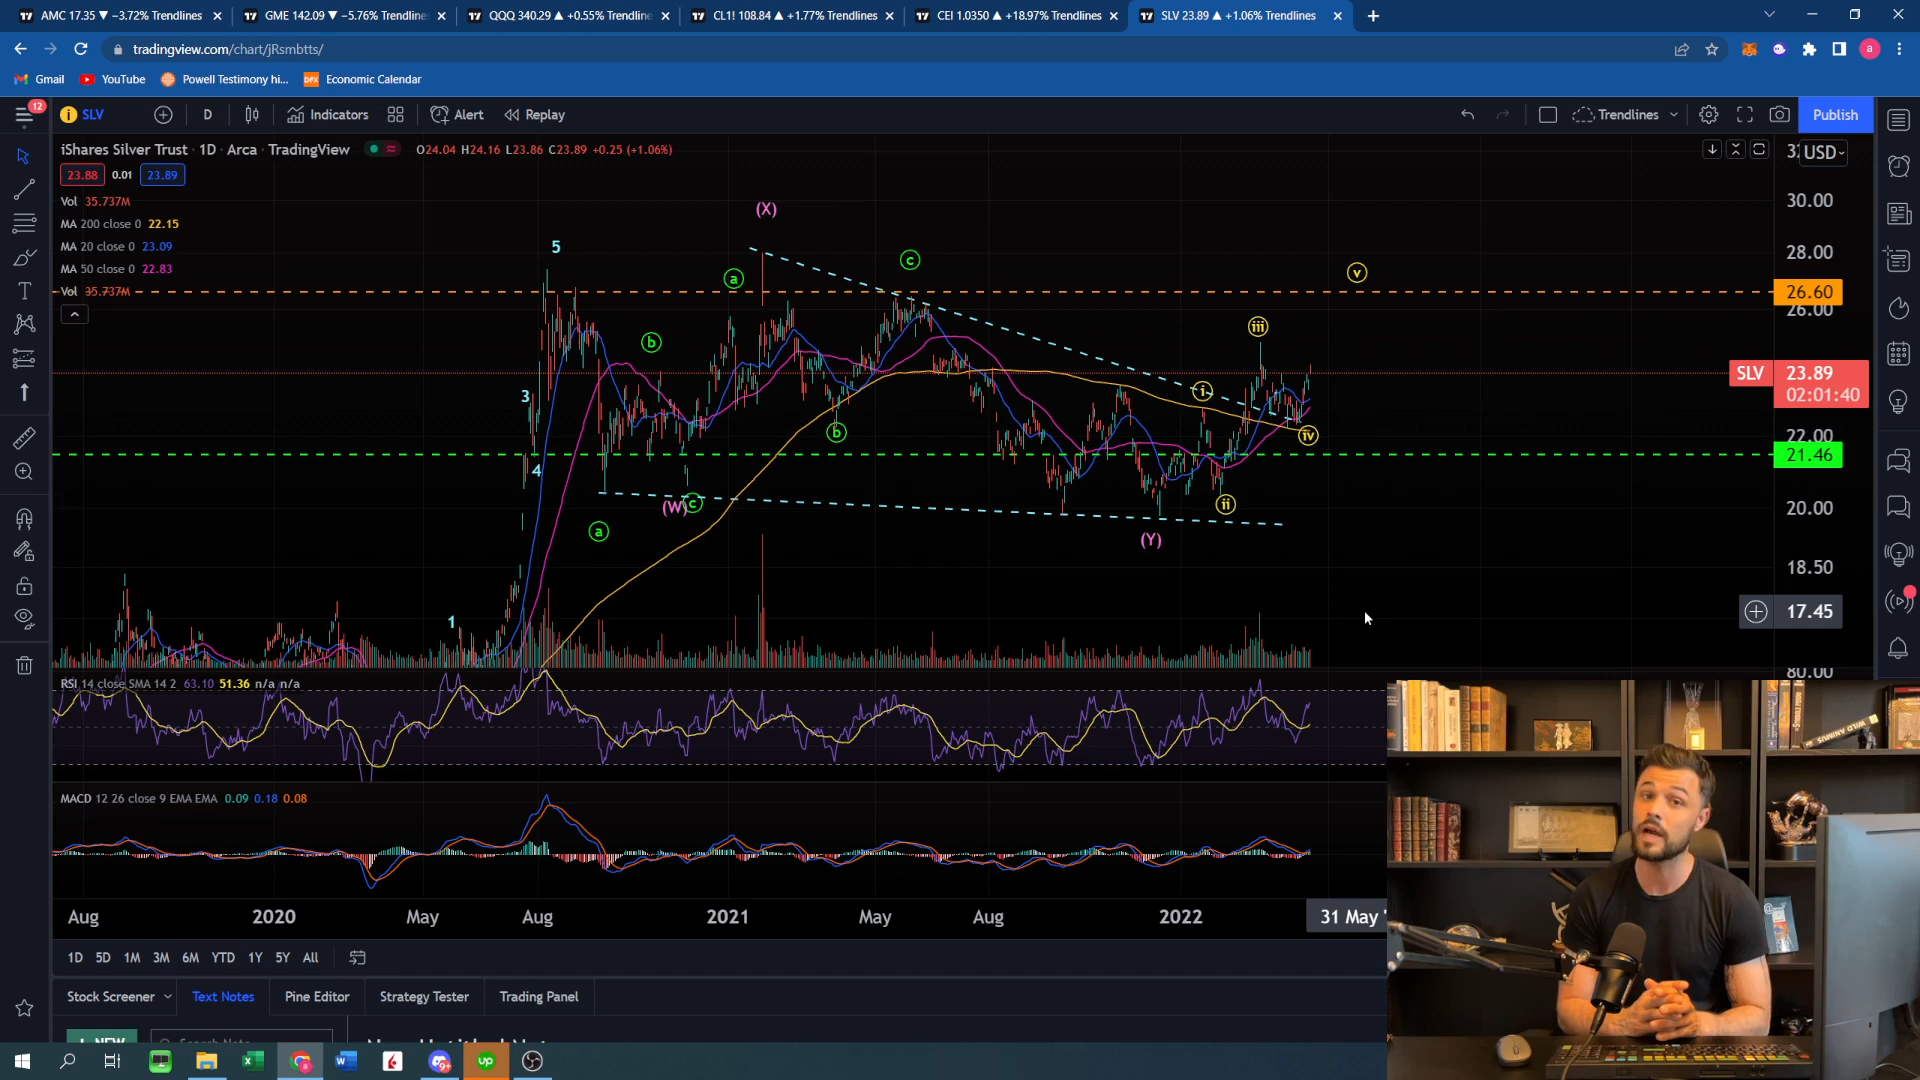 AMC 17.35 ▼ −3.72% Trendlines
GME 142.09 ▼ −5.76% Trendline
QQQ 340.29 ▲ +0.55% Trendline
CL1! 108.84 ▲ +1.77% Trendlines
CEI 1.0350 ▲ +18.97% Trendlines
SLV 23.89 ▲ +1.06% Trendlines
tradingview.com/chart/jRsmbtts/
a
Gmail
YouTube
Powell Testimony hi...
Economic Calendar
12
SLV
D
Indicators
Alert
Replay
Trendlines
Publish
iShares Silver Trust · 1D · Arca · TradingView
O24.04 H24.16 L23.86 C23.89 +0.25 (+1.06%)
USD
23.88 0.01 23.89
Vol 35.737M
MA 200 close 0 22.15
MA 20 close 0 23.09
MA 50 close 0 22.83
Vol 35.737M
(X)
5
a
c
v
b
iii
3
i
b
iv
4
(W)
c
ii
a
(Y)
1
30.00
28.00
26.60
26.00
SLV 23.89
02:01:40
22.00
21.46
20.00
18.50
17.45
80.00
RSI 14 close SMA 14 2 63.10 51.36 n/a n/a
MACD 12 26 close 9 EMA EMA 0.09 0.18 0.08
Aug 2020 May Aug 2021 May Aug 2022 31 May '
1D 5D 1M 3M 6M YTD 1Y 5Y All
Stock Screener
Text Notes
Pine Editor
Strategy Tester
Trading Panel
WILD ANIMUS
up
9+